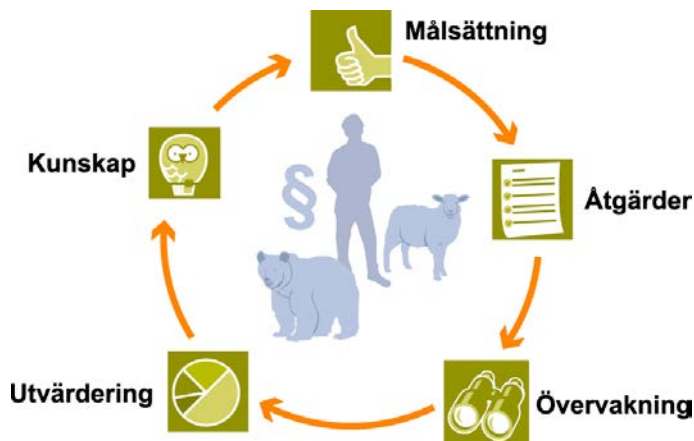 Målsättning
Åtgärder
Övervakning
Utvärdering
Kunskap
§